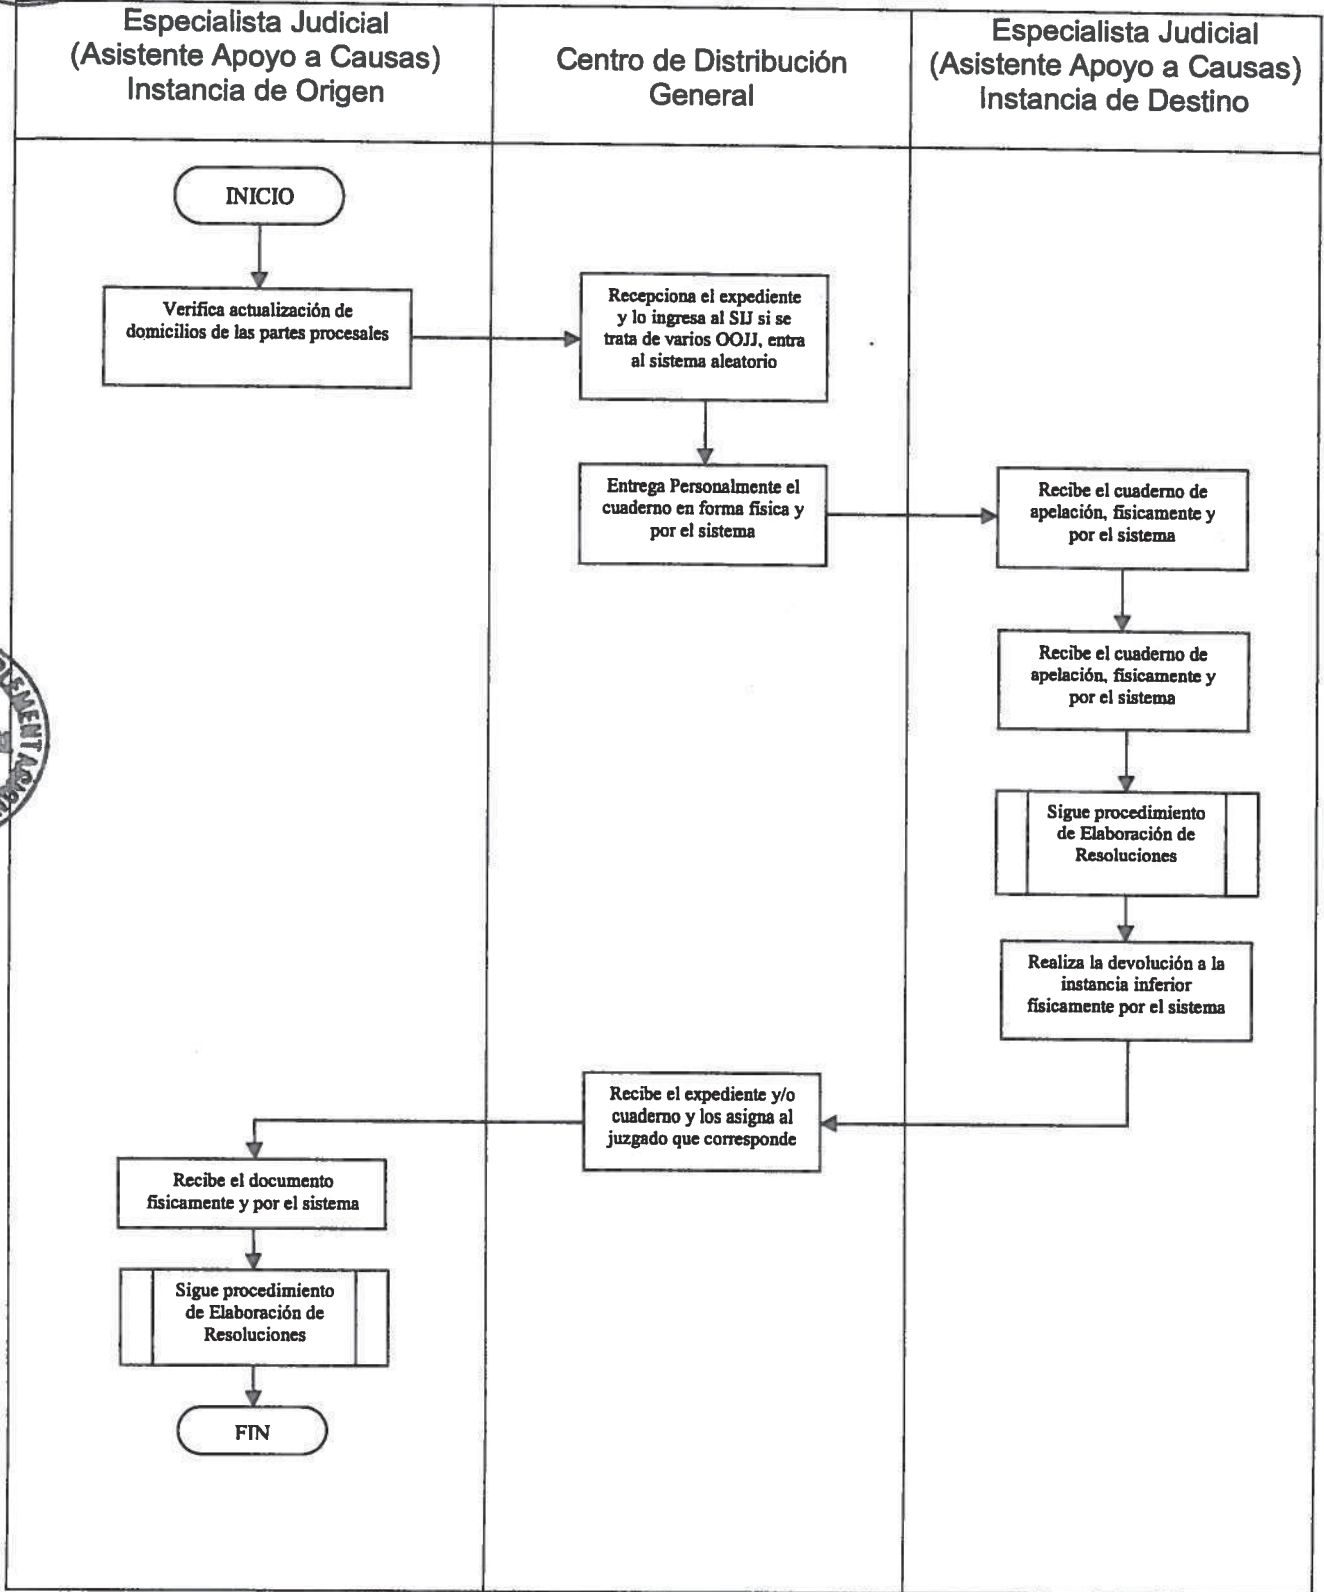 Especialista Judicial
(Asistente Apoyo a Causas)
Instancia de Origen
Centro de Distribución
General
Especialista Judicial
(Asistente Apoyo a Causas)
Instancia de Destino
INICIO
Verifica actualización de
domicilios de las partes procesales
Recepciona el expediente
y lo ingresa al SIJ si se
trata de varios OOJJ, entra
al sistema aleatorio
Entrega Personalmente el
cuaderno en forma física y
por el sistema
Recibe el cuaderno de
apelación, físicamente y
por el sistema
Recibe el cuaderno de
apelación, físicamente y
por el sistema
Sigue procedimiento
de Elaboración de
Resoluciones
Realiza la devolución a la
instancia inferior
físicamente por el sistema
Recibe el expediente y/o
cuaderno y los asigna al
juzgado que corresponde
Recibe el documento
físicamente y por el sistema
Sigue procedimiento
de Elaboración de
Resoluciones
FIN